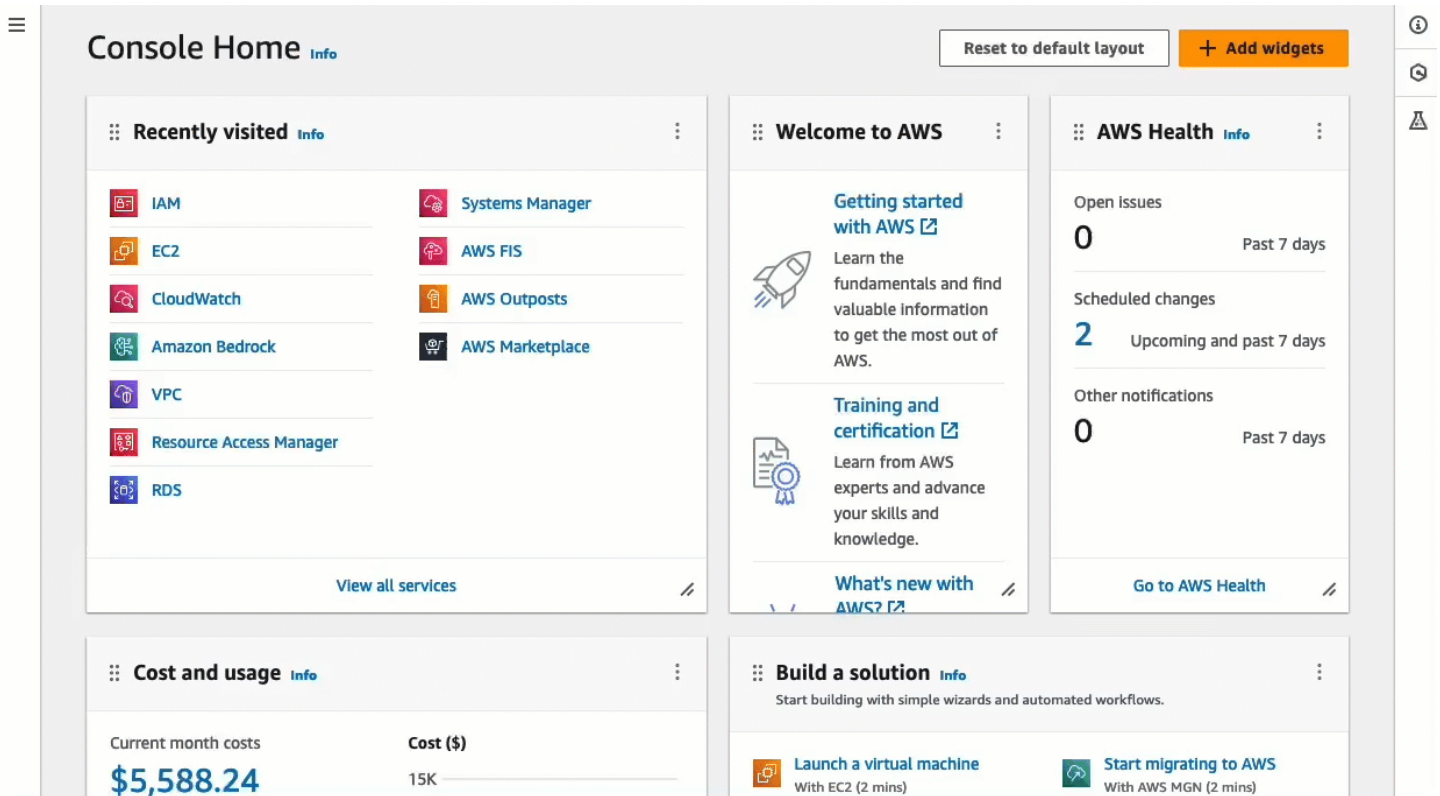 Console Home Info
Reset to default layout
+ Add widgets
Recently visited Info
IAM
EC2
CloudWatch
Amazon Bedrock
VPC
Resource Access Manager
RDS
Systems Manager
AWS FIS
AWS Outposts
AWS Marketplace
View all services
Welcome to AWS
Getting started
with AWS
Learn the
fundamentals and find
valuable information
to get the most out of
AWS.
Training and
certification
Learn from AWS
experts and advance
your skills and
knowledge.
What's new with
AWS?
AWS Health Info
Open issues
0
Past 7 days
Scheduled changes
2
Upcoming and past 7 days
Other notifications
0
Past 7 days
Go to AWS Health
Cost and usage Info
Current month costs
$5,588.24
Cost ($)
15K
Build a solution Info
Start building with simple wizards and automated workflows.
Launch a virtual machine
With EC2 (2 mins)
Start migrating to AWS
With AWS MGN (2 mins)